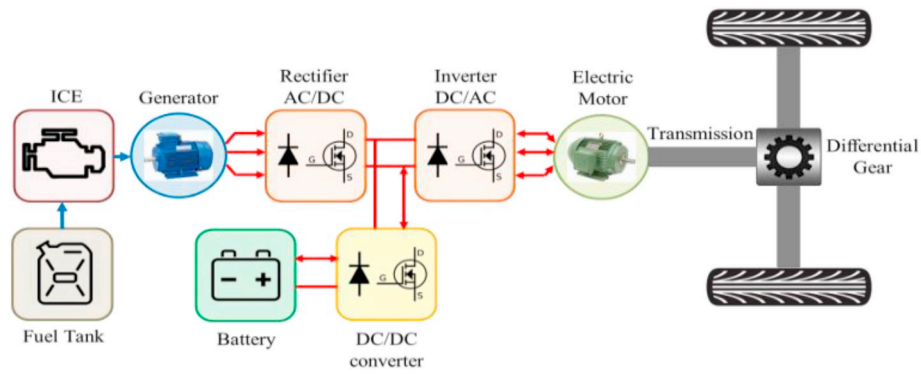 ICE
Generator
Rectifier
AC/DC
Inverter
DC/AC
Electric
Motor
Transmission
Differential
Gear
D
G
S
D
G
S
Fuel Tank
Battery
D
G
S
DC/DC
converter